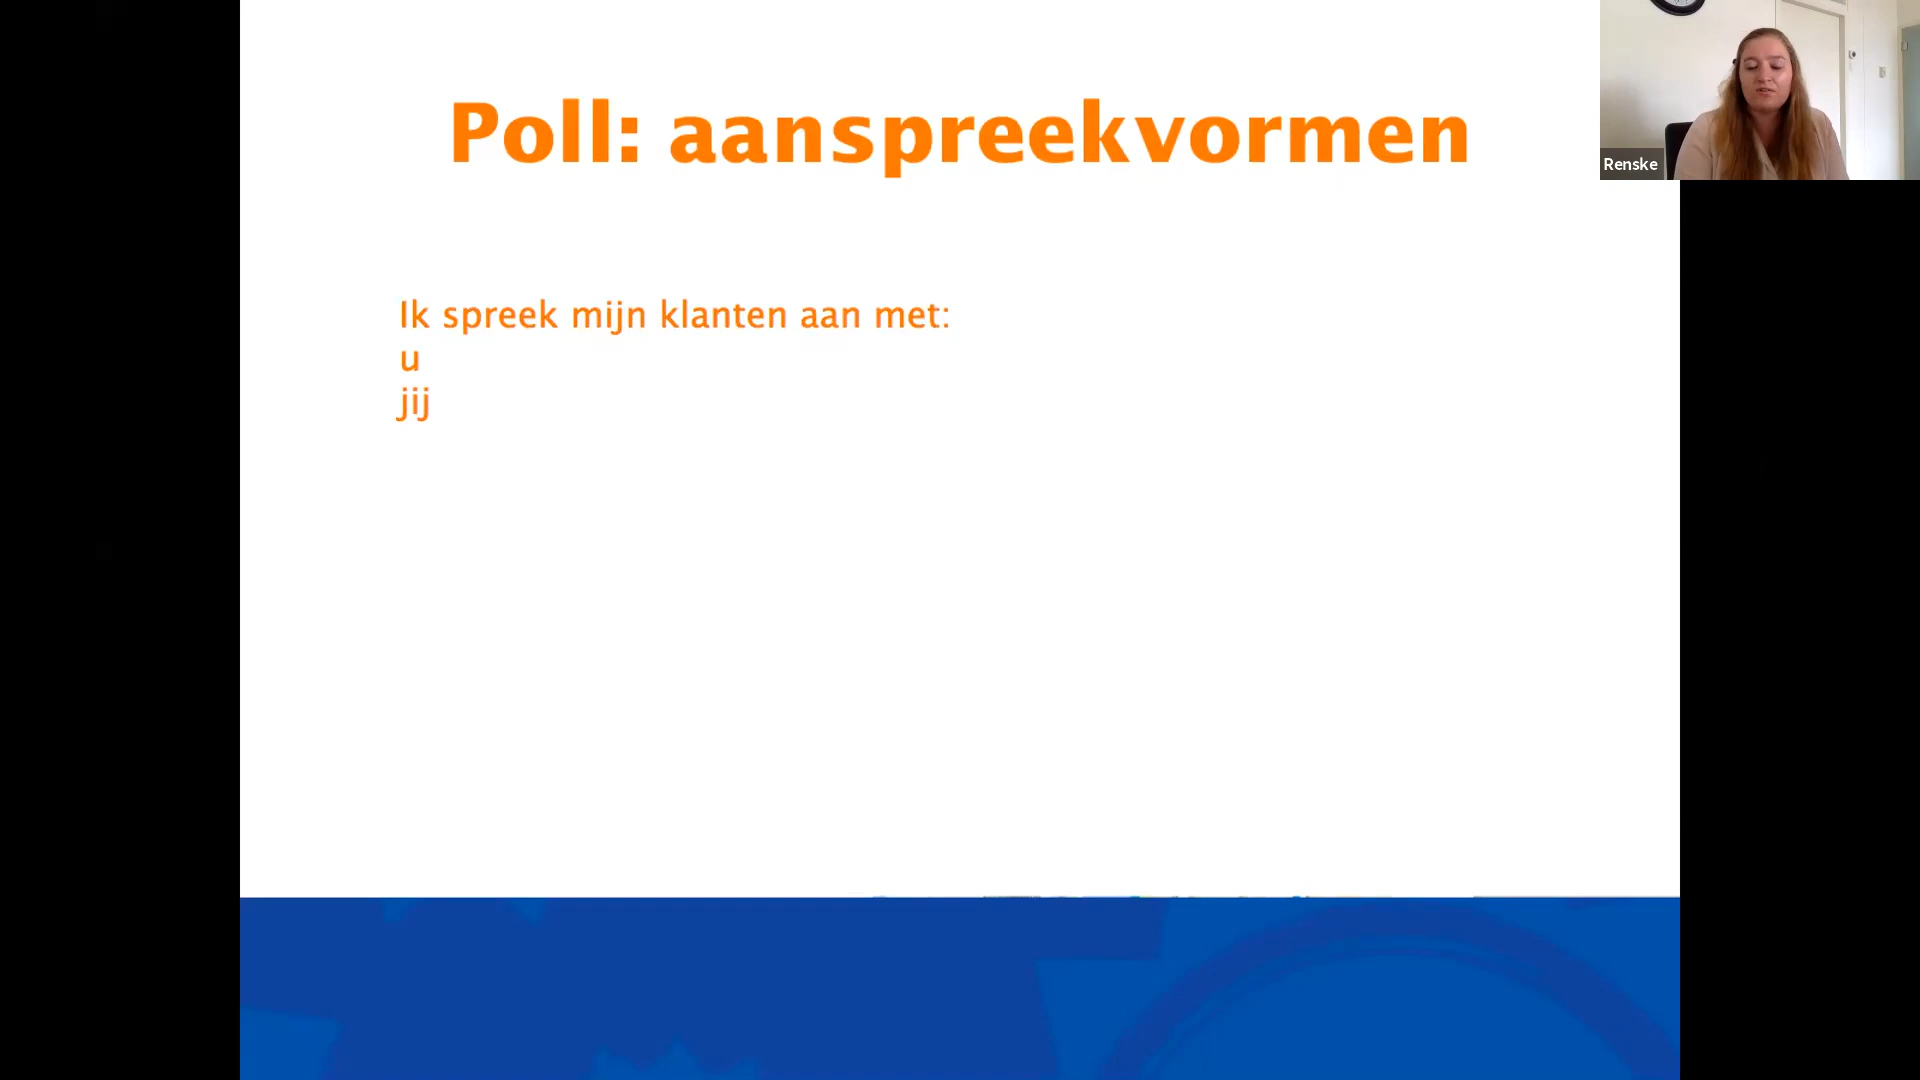 Poll: aanspreekvormen
Renske
Ik spreek mijn klanten aan met:
u
jij